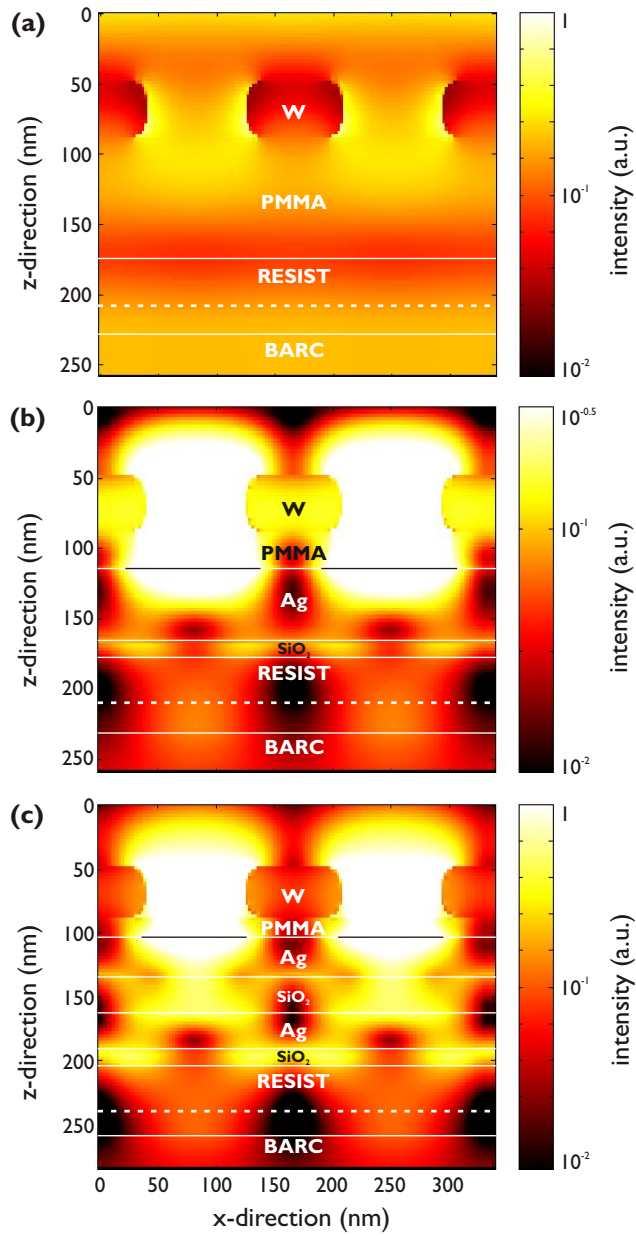 (a)
0
50
100
150
200
250
z-direction (nm)
W
PMMA
RESIST
BARC
1
10-1
10-2
intensity (a.u.)
(b)
0
50
100
150
200
250
z-direction (nm)
W
PMMA
Ag
SiO2
RESIST
BARC
10-0.5
10-1
10-2
intensity (a.u.)
(c)
0
50
100
150
200
250
z-direction (nm)
W
PMMA
Ag
SiO2
Ag
SiO2
RESIST
BARC
1
10-1
10-2
intensity (a.u.)
0 50 100 150 200 250 300
x-direction (nm)